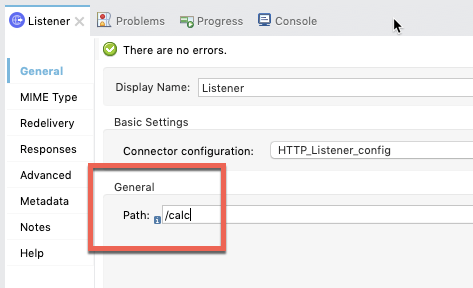 Listener Problems Progress Console
There are no errors.
General
MIME Type
Redelivery
Responses
Advanced
Metadata
Notes
Help
Display Name: Listener
Basic Settings
Connector configuration: HTTP_Listener_config
General
Path: /calc